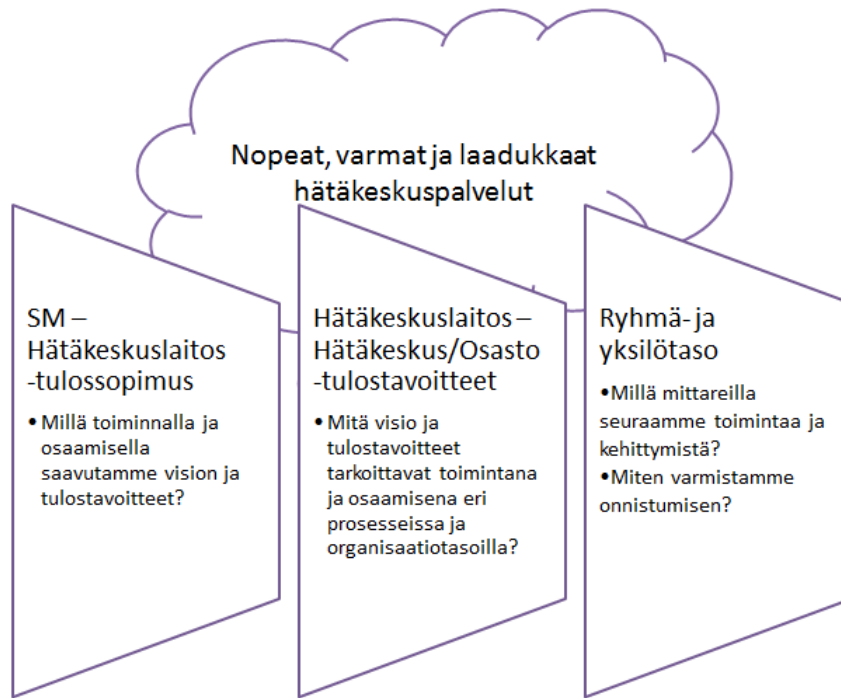 Nopeat, varmat ja laadukkaat
hätäkeskuspalvelut
SM –
Hätäkeskuslaitos
-tulossopimus
• Millä toiminnalla ja
osaamisella
saavutamme vision ja
tulostavoitteet?
Hätäkeskuslaitos –
Hätäkeskus/Osasto
-tulostavoitteet
• Mitä visio ja
tulostavoitteet
tarkoittavat toimintana
ja osaamisena eri
prosesseissa ja
organisaatiotasoilla?
Ryhmä- ja
yksilötaso
•Millä mittareilla
seuraamme toimintaa ja
kehittymistä?
•Miten varmistamme
onnistumisen?